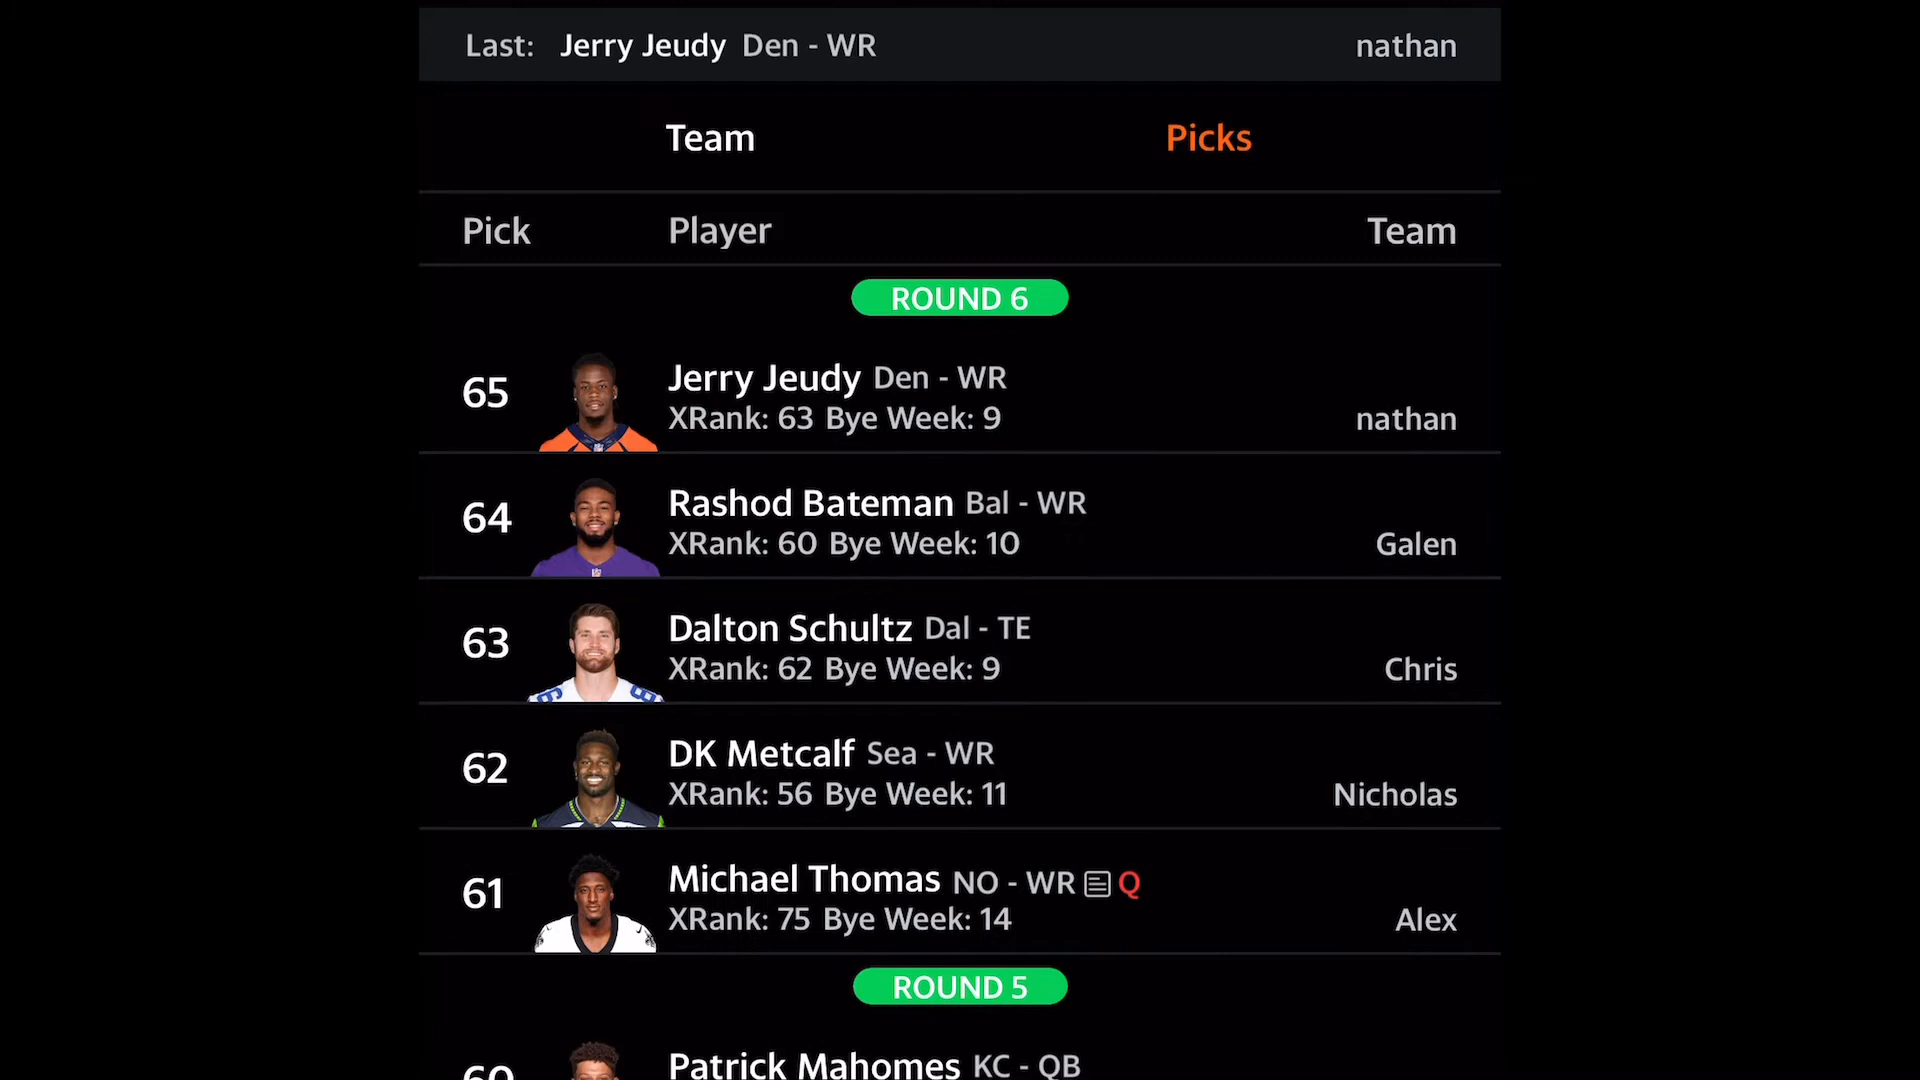 Last: Jerry Jeudy Den - WR nathan
Team Picks
Pick Player Team
ROUND 6
65 Jerry Jeudy Den - WR
XRank: 63 Bye Week: 9 nathan
64 Rashod Bateman Bal - WR
XRank: 60 Bye Week: 10 Galen
63 Dalton Schultz Dal - TE
XRank: 62 Bye Week: 9 Chris
62 DK Metcalf Sea - WR
XRank: 56 Bye Week: 11 Nicholas
61 Michael Thomas NO - WR Q
XRank: 75 Bye Week: 14 Alex
ROUND 5
60 Patrick Mahomes KC - QB